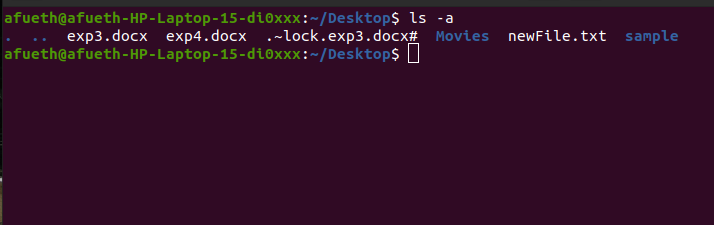 afueth@afueth-HP-Laptop-15-di0xxx:~/Desktop$ ls -a
.  ..  exp3.docx  exp4.docx  .~lock.exp3.docx#  Movies  newFile.txt  sample
afueth@afueth-HP-Laptop-15-di0xxx:~/Desktop$